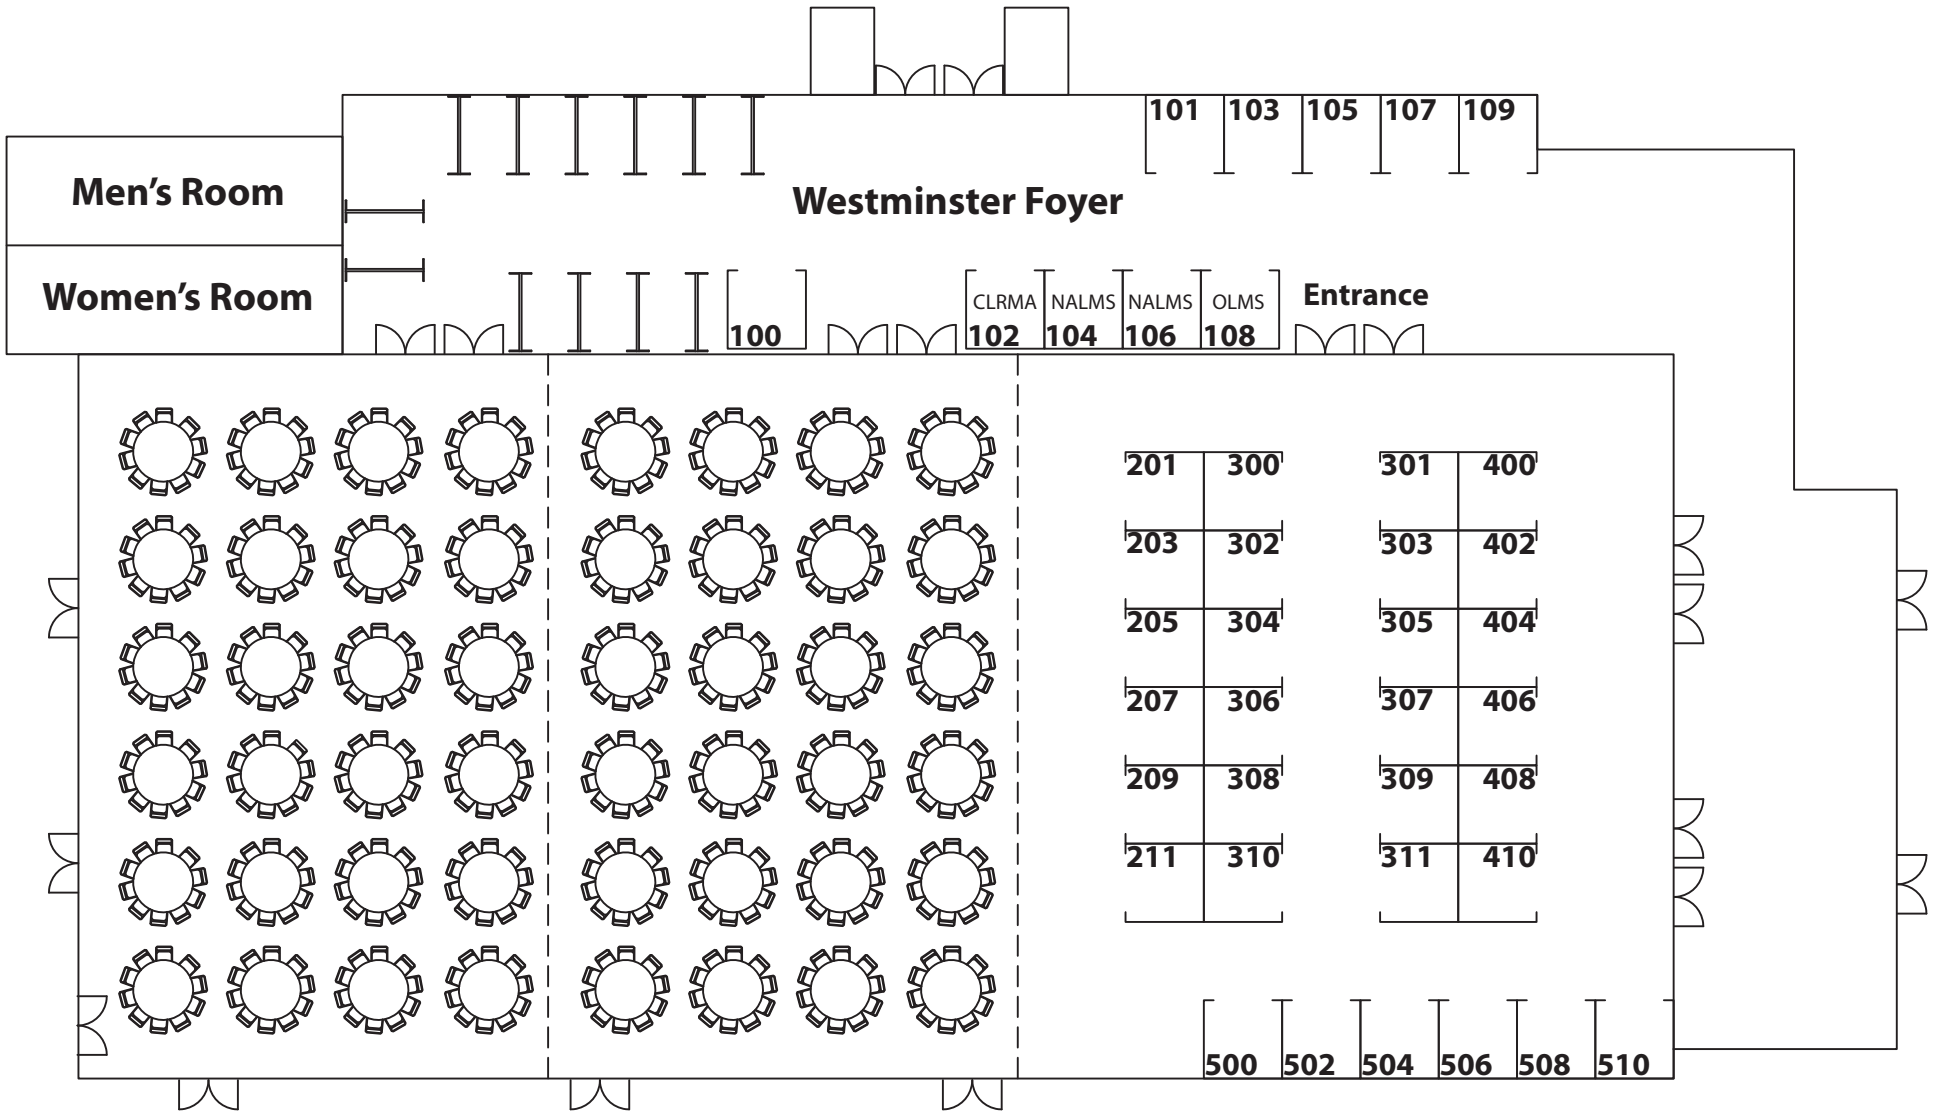 101 103 105 107 109
Men's Room
Westminster Foyer
Women's Room
Entrance
CLRMA NALMS NALMS OLMS
100 102 104 106 108
201 300 301 400
203 302 303 402
205 304 305 404
207 306 307 406
209 308 309 408
211 310 311 410
500 502 504 506 508 510